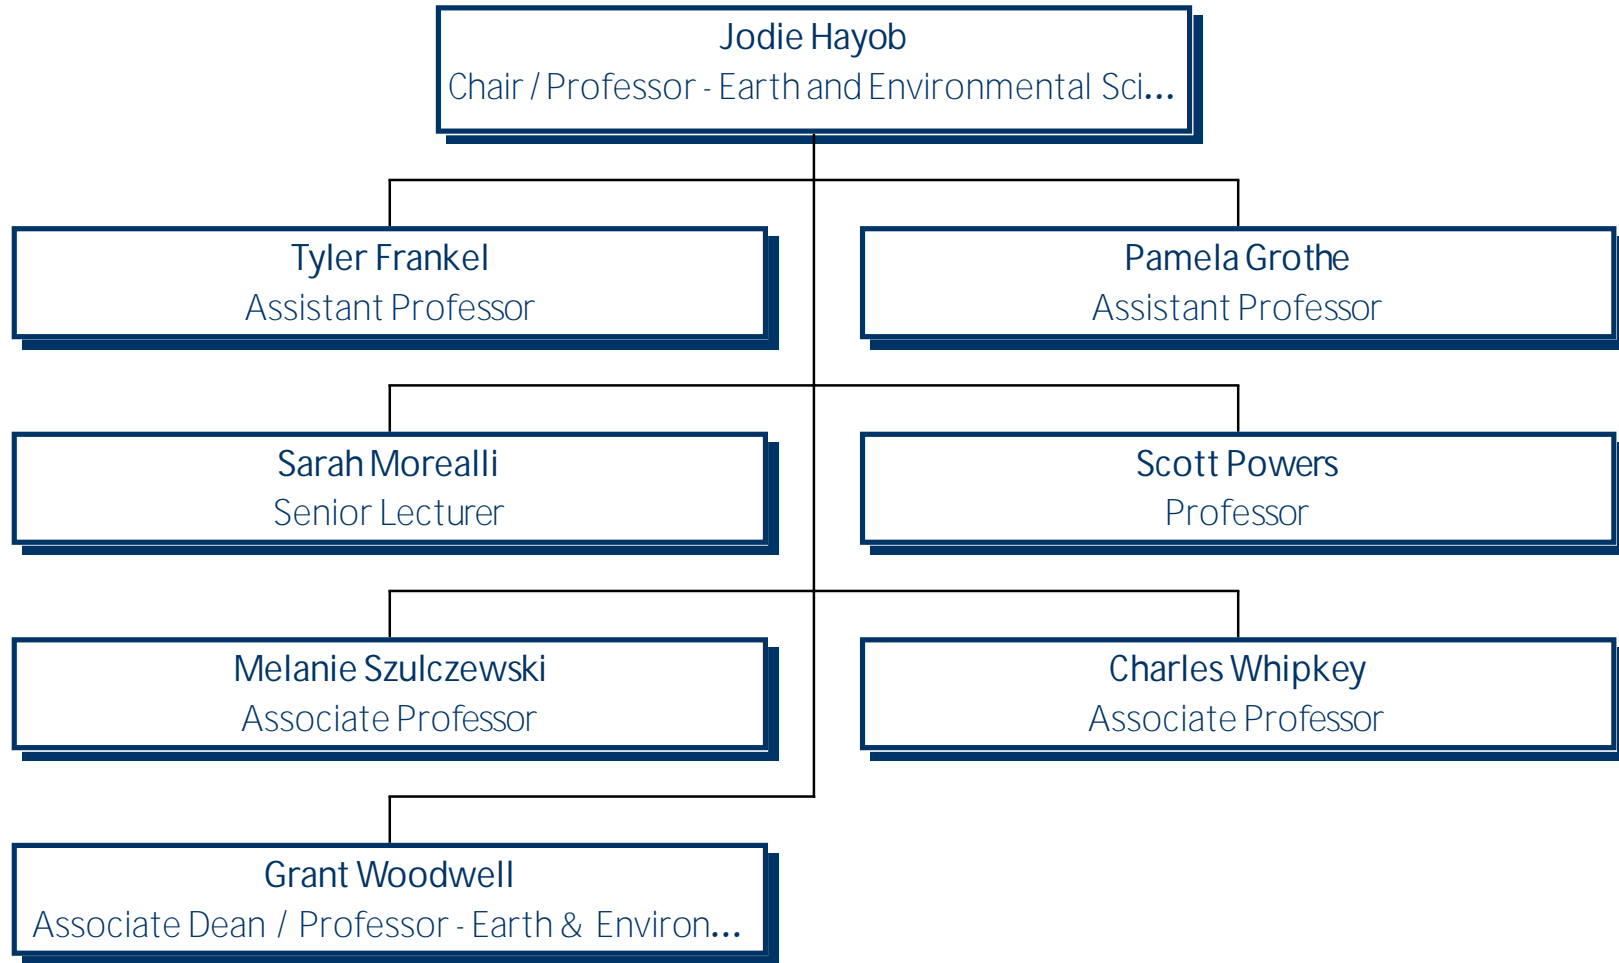 Jodie Hayob
Chair / Professor - Earth and Environmental Sci...
Tyler Frankel
Assistant Professor
Pamela Grothe
Assistant Professor
Sarah Morealli
Senior Lecturer
Scott Powers
Professor
Melanie Szulczewski
Associate Professor
Charles Whipkey
Associate Professor
Grant Woodwell
Associate Dean / Professor - Earth & Environ...